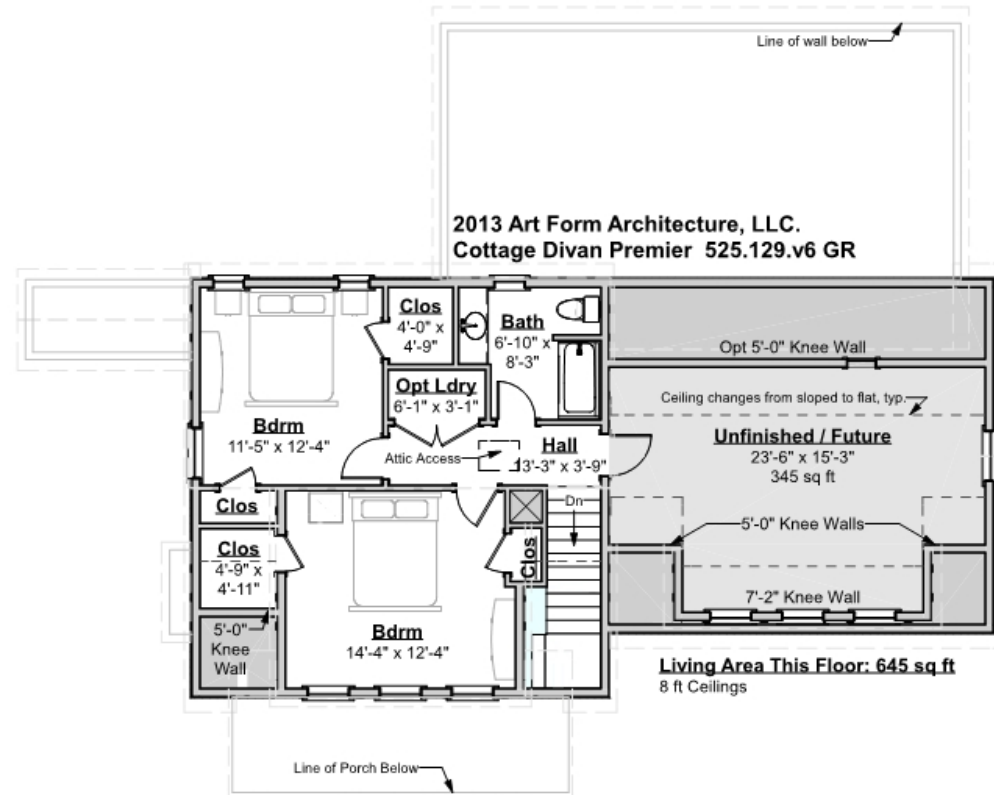 Line of wall below
2013 Art Form Architecture, LLC.
Cottage Divan Premier 525.129.v6 GR
Clos
4'-0" x
4'-9"
Bath
6'-10" x
8'-3"
Opt 5'-0" Knee Wall
Opt Ldry
6'-1" x 3'-1"
Ceiling changes from sloped to flat, typ.
Bdrm
11'-5" x 12'-4"
Attic Access
Hall
13'-3" x 3'-9"
Unfinished / Future
23'-6" x 15'-3"
345 sq ft
Clos
Dn
5'-0" Knee Walls
Clos
4'-9" x
4'-11"
Clos
7'-2" Knee Wall
5'-0"
Knee
Wall
Bdrm
14'-4" x 12'-4"
Living Area This Floor: 645 sq ft
8 ft Ceilings
Line of Porch Below